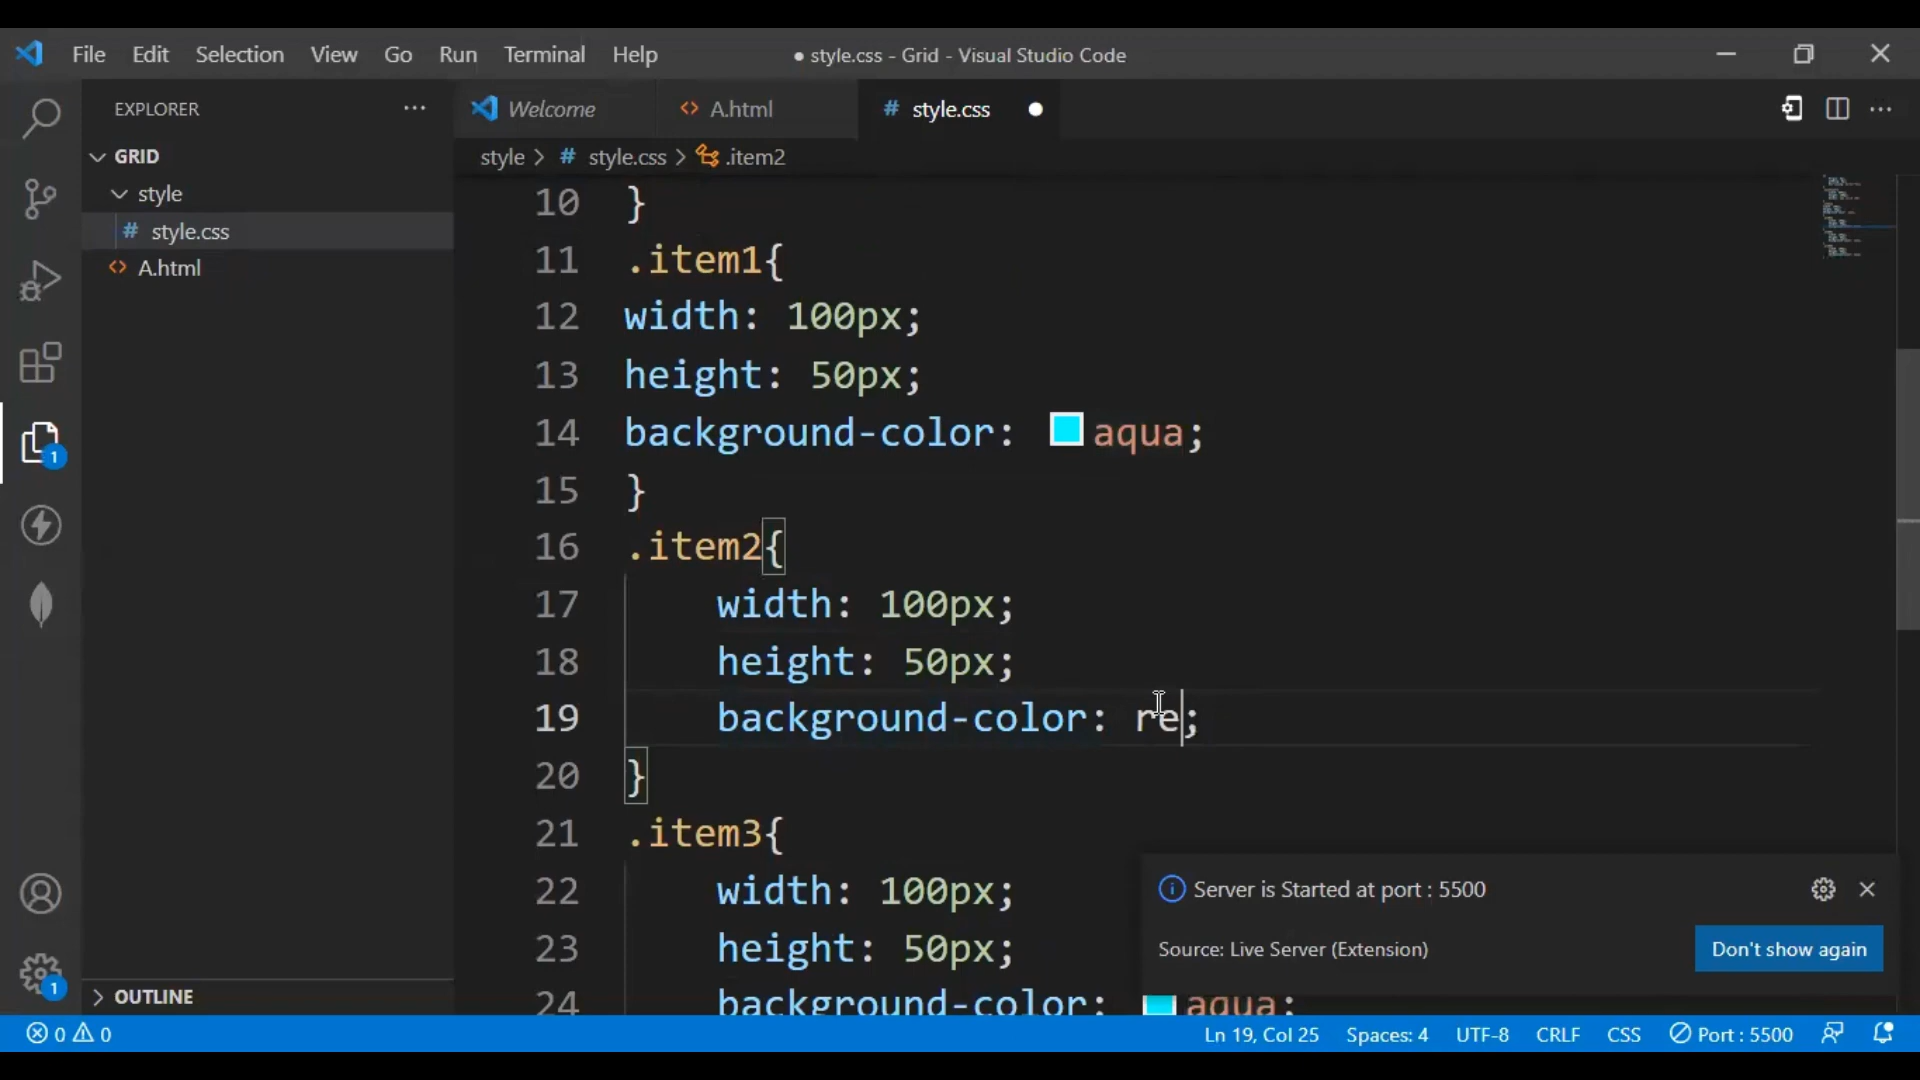 File Edit Selection View Go Run Terminal Help ● style.css - Grid - Visual Studio Code
EXPLORER ···
Welcome <> A.html # style.css ●
GRID
style > # style.css > .item2
style
# style.css
<> A.html
10 }
11 .item1{
12 width: 100px;
13 height: 50px;
14 background-color: aqua;
15 }
16 .item2{
17 width: 100px;
18 height: 50px;
19 background-color: re;
20 }
21 .item3{
22 width: 100px;
23 height: 50px;
24 background-color: aqua;
Server is Started at port : 5500
Source: Live Server (Extension) Don't show again
1
1
OUTLINE
0 0 Ln 19, Col 25 Spaces: 4 UTF-8 CRLF CSS Port : 5500